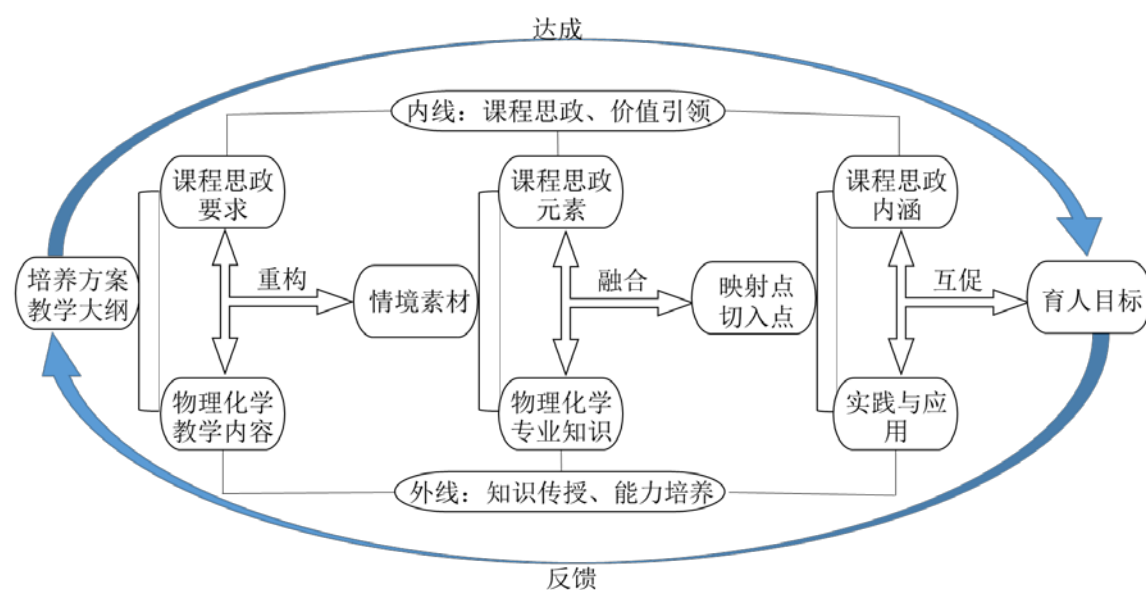 达成
内线：课程思政、价值引领
课程思政
要求
课程思政
元素
课程思政
内涵
培养方案
教学大纲
重构
情境素材
融合
映射点
切入点
互促
育人目标
物理化学
教学内容
物理化学
专业知识
实践与应
用
外线：知识传授、能力培养
反馈